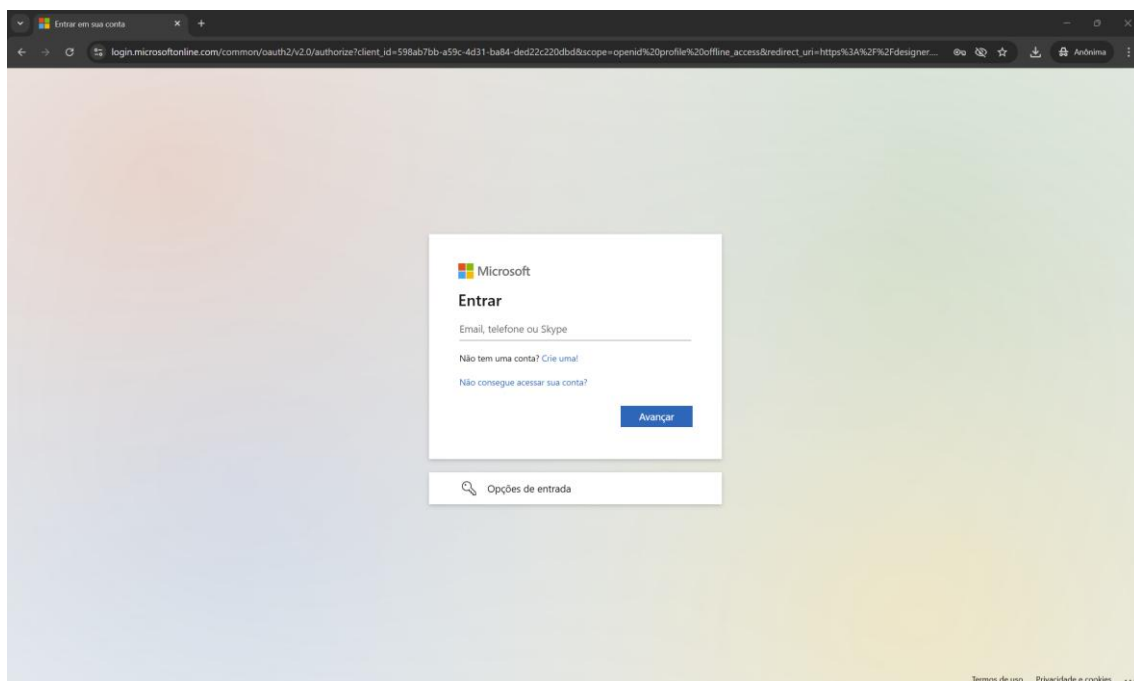 Entrar em sua conta
login.microsoftonline.com/common/oauth2/v2.0/authorize?client_id=598ab7bb-a59c-4d31-ba84-ded22c220dbd&scope=openid%20profile%20offline_access&redirect_uri=https%3A%2F%2Fdesigner...
Anônima
Microsoft
Entrar
Email, telefone ou Skype
Não tem uma conta? Crie uma!
Não consegue acessar sua conta?
Avançar
Opções de entrada
Termos de uso Privacidade e cookies